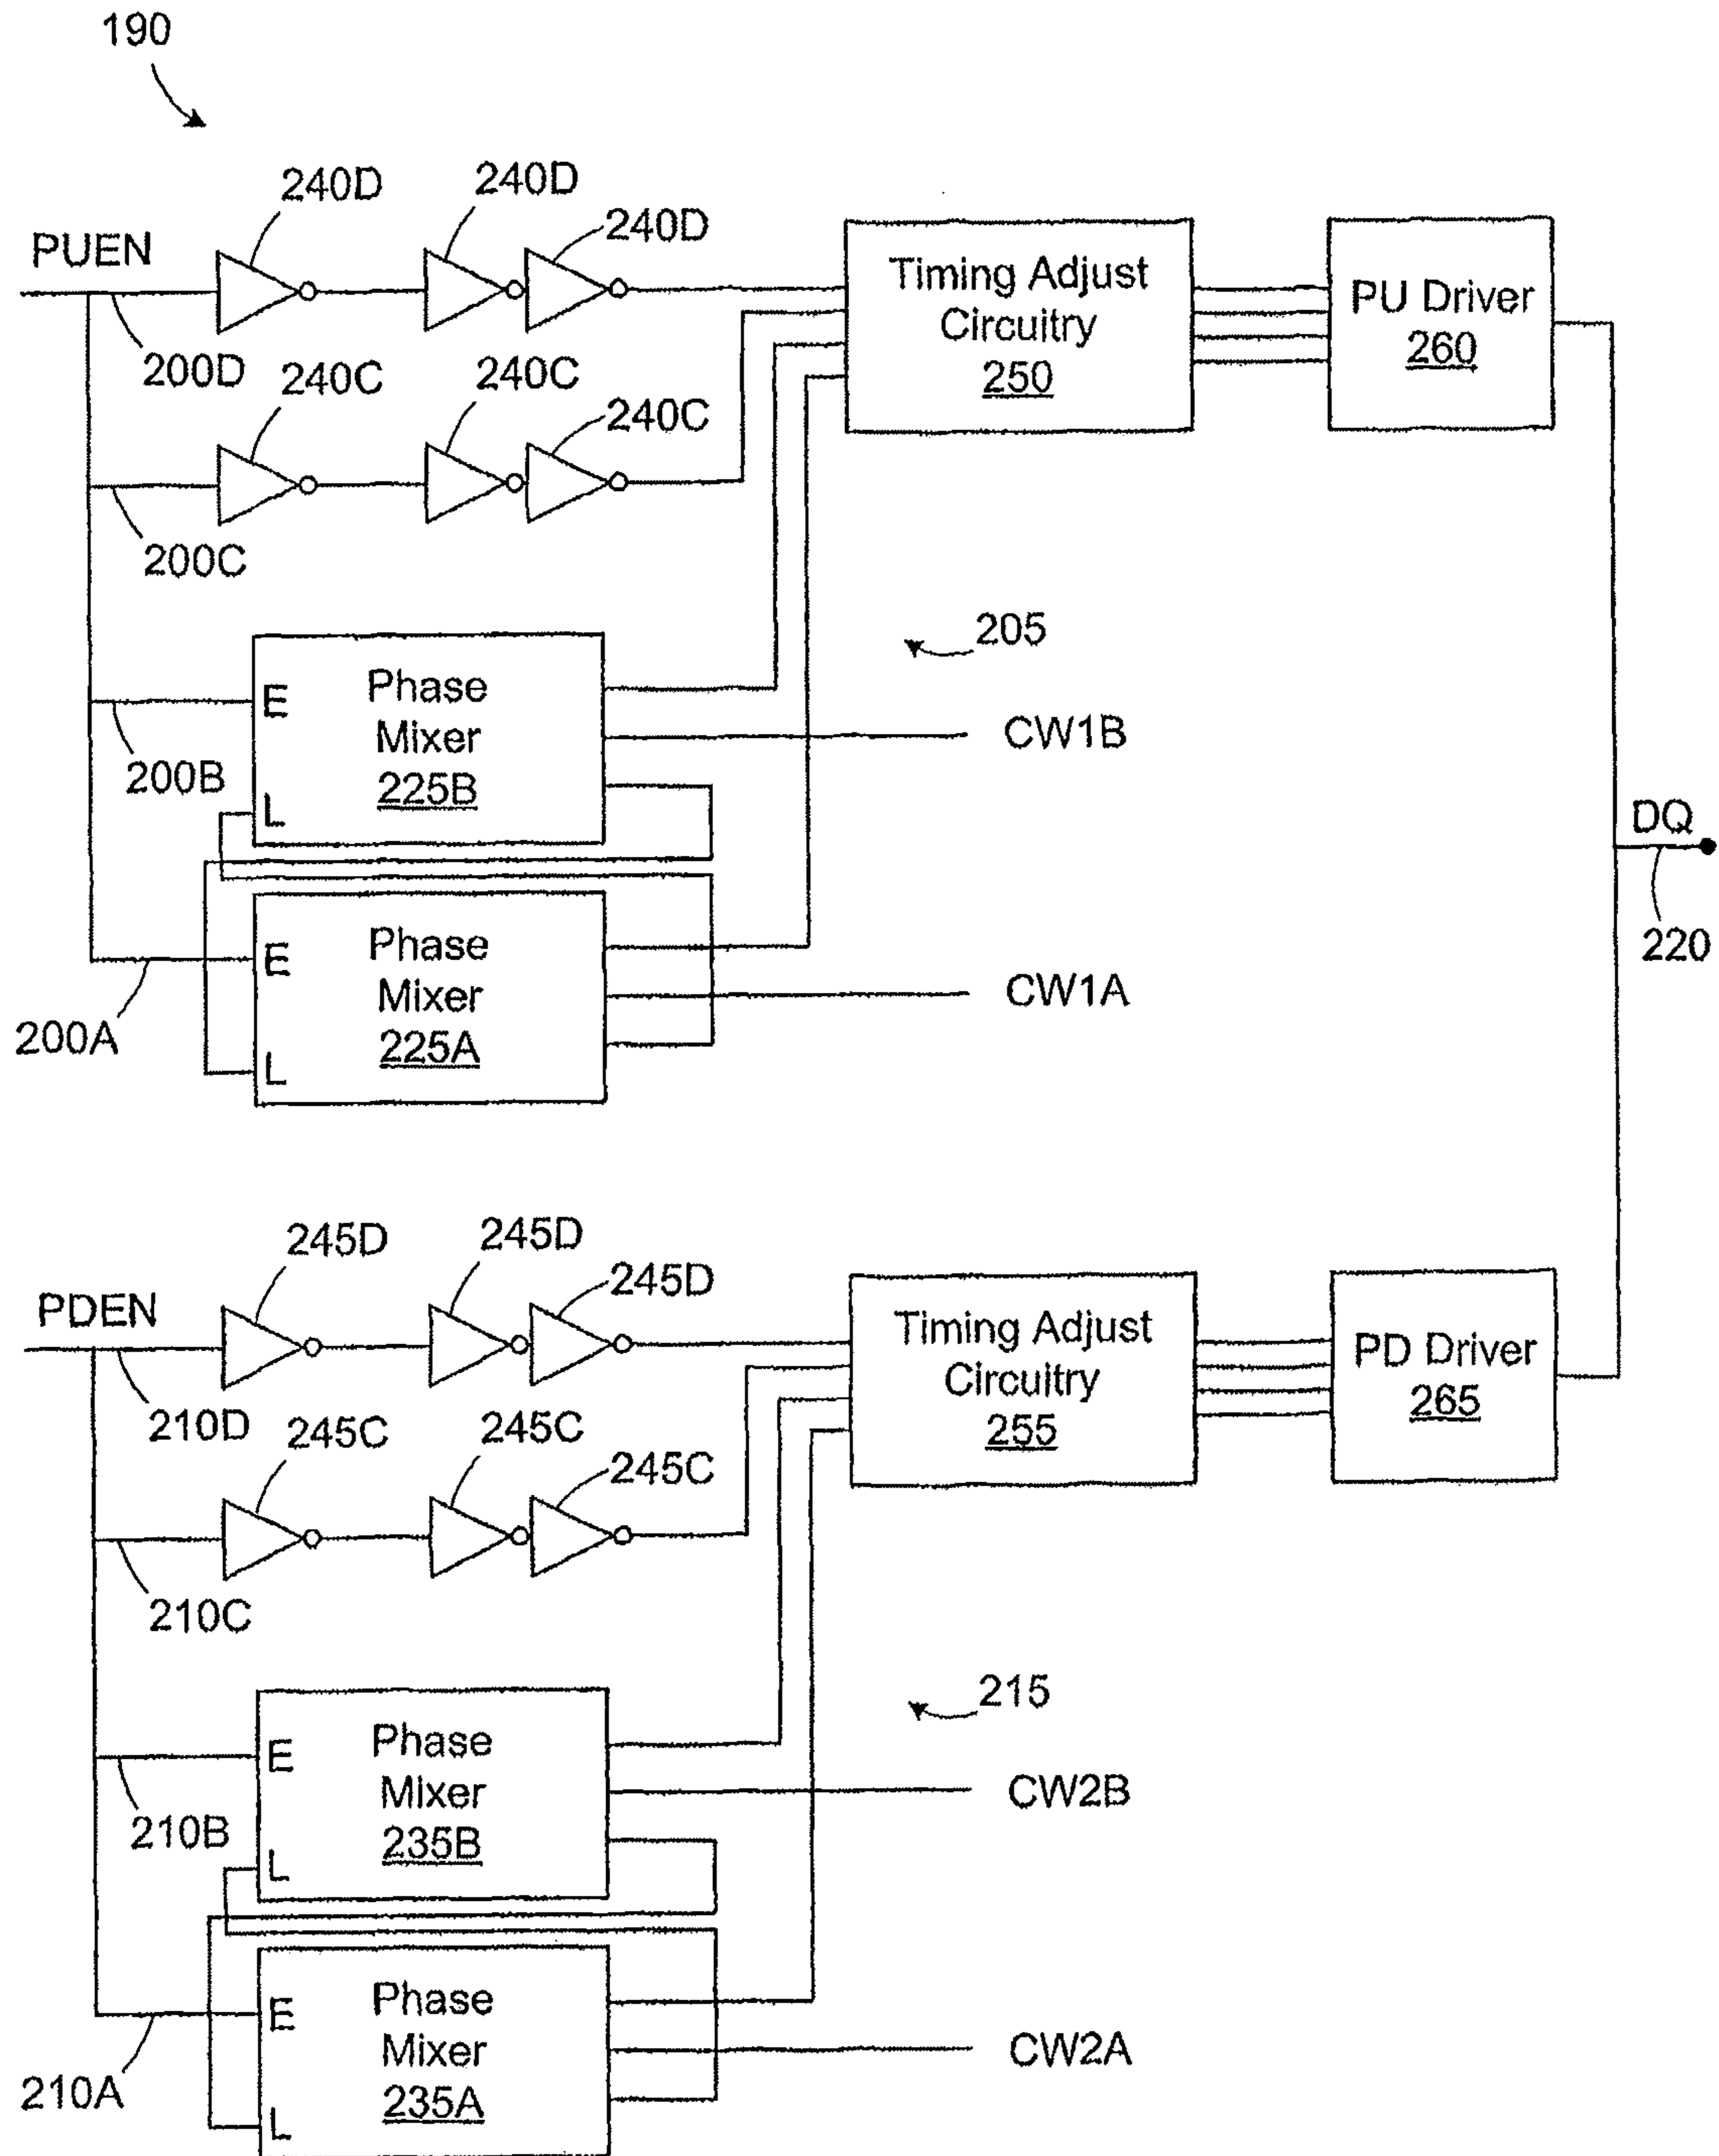 190
240D
240D
240D
PUEN
200D
240C
240C
240C
200C
Timing Adjust
Circuitry
250
PU Driver
260
205
E
Phase
Mixer
225B
L
CW1B
200B
E
Phase
Mixer
225A
L
CW1A
200A
DQ
220
245D
245D
245D
PDEN
210D
245C
245C
245C
210C
Timing Adjust
Circuitry
255
PD Driver
265
215
E
Phase
Mixer
235B
L
CW2B
210B
E
Phase
Mixer
235A
L
CW2A
210A